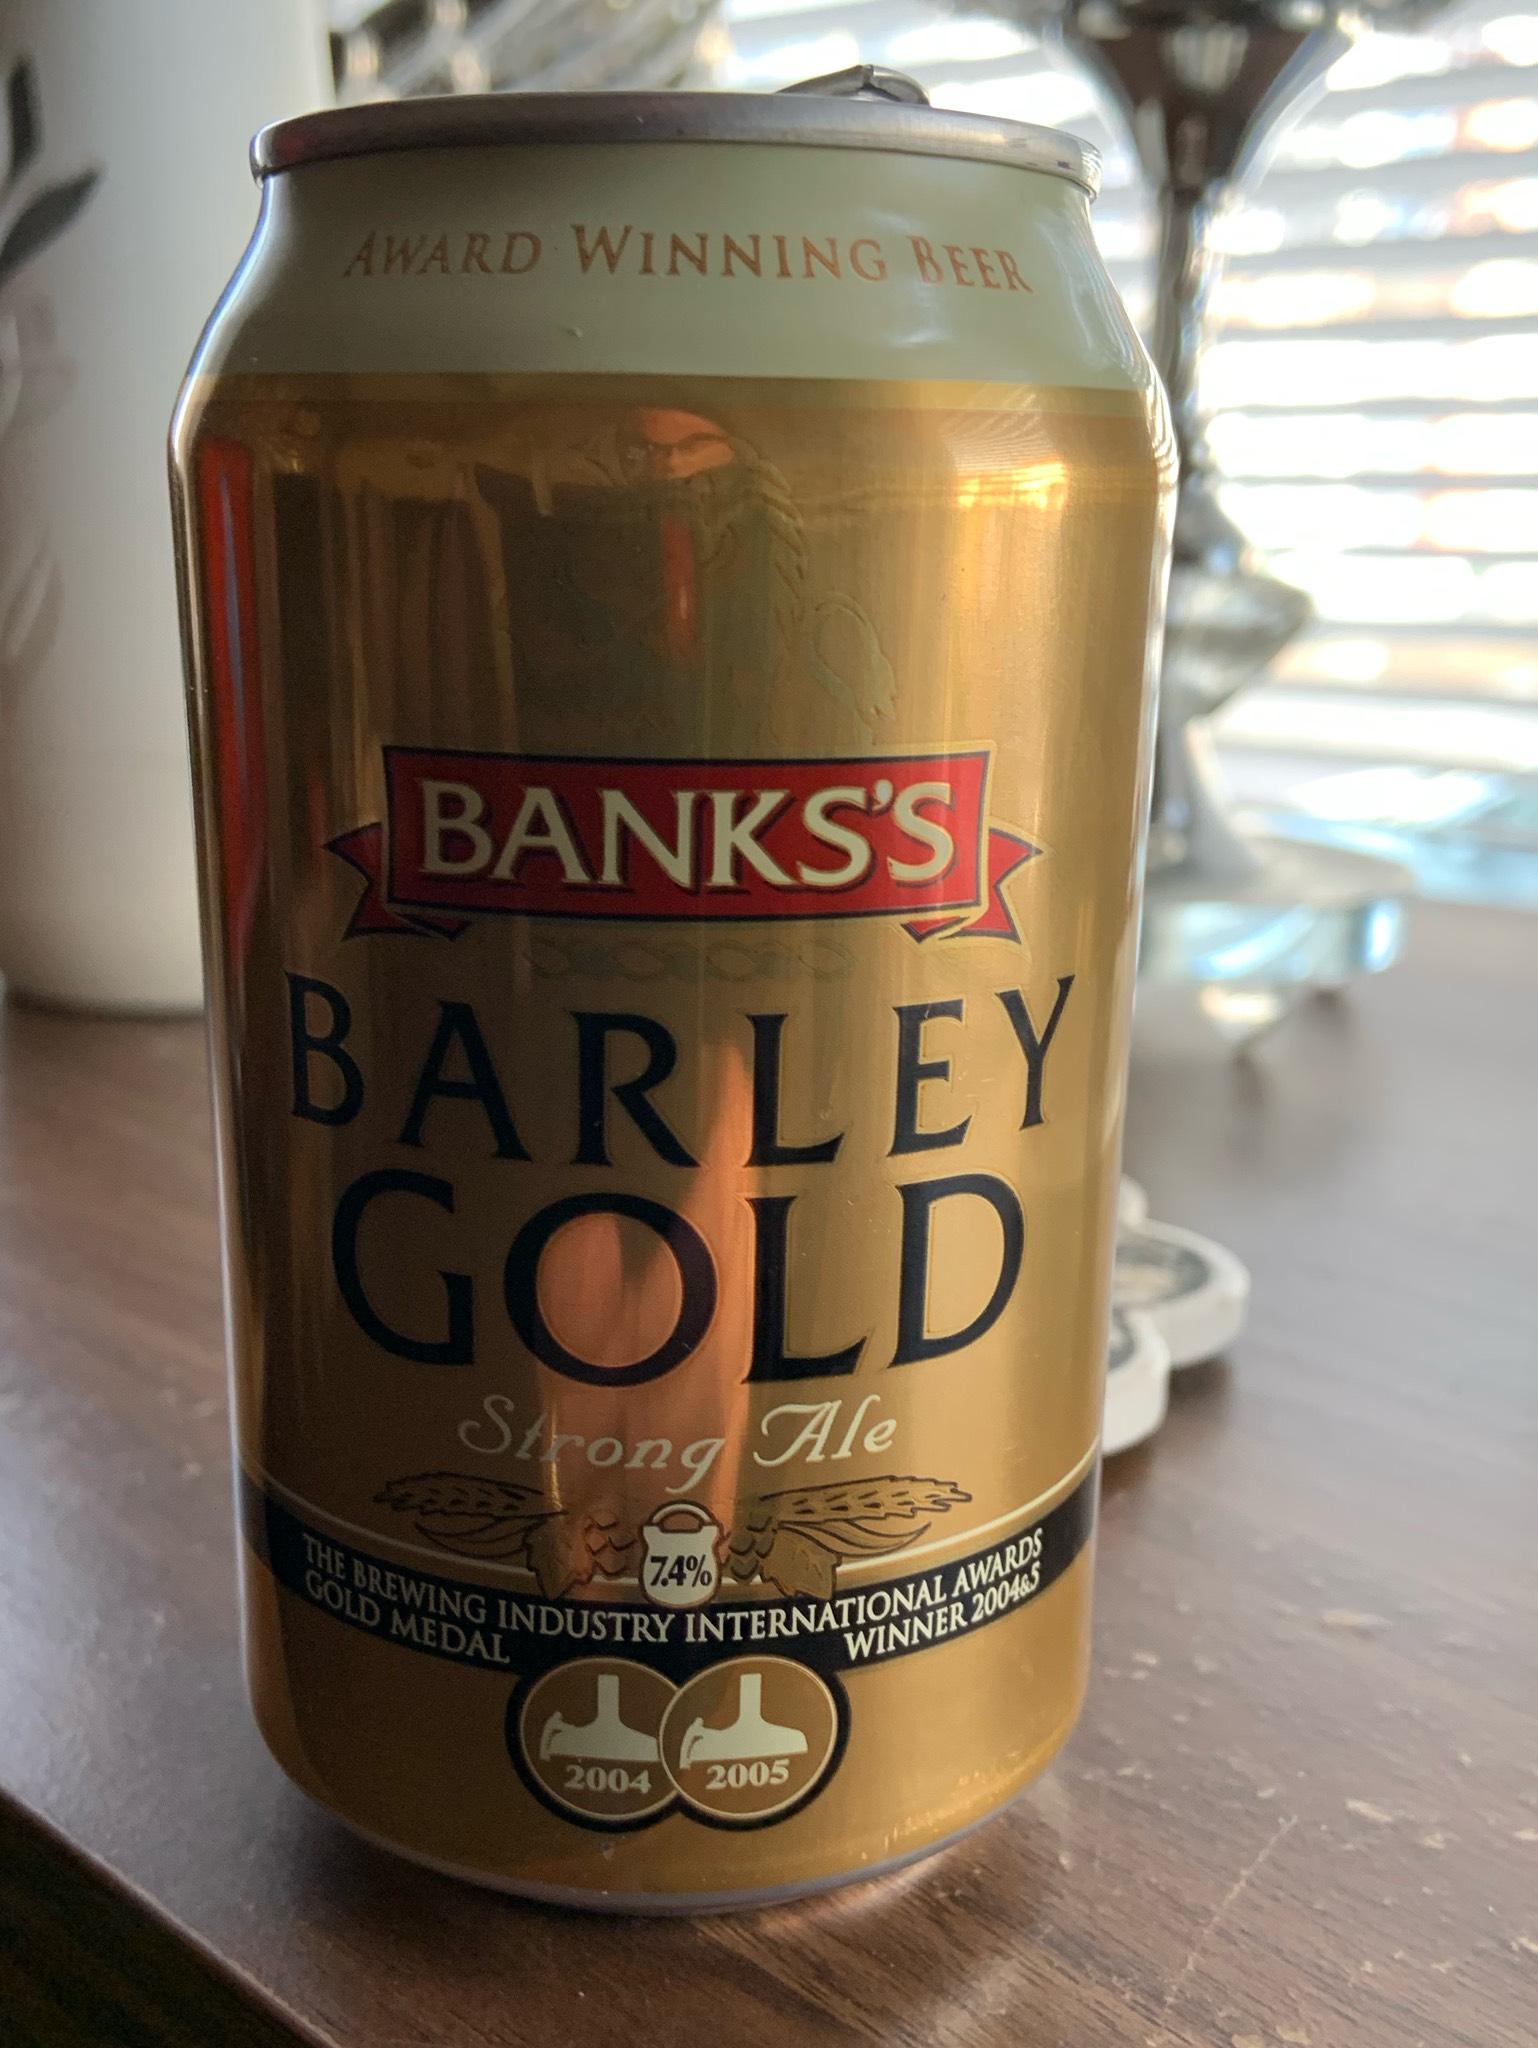 AWARD WINNING BEER
BANKS'S
BARLEY
GOLD
Strong Ale
7.4%
THE BREWING INDUSTRY INTERNATIONAL AWARDS
GOLD MEDAL WINNER 2004&5
2004 2005